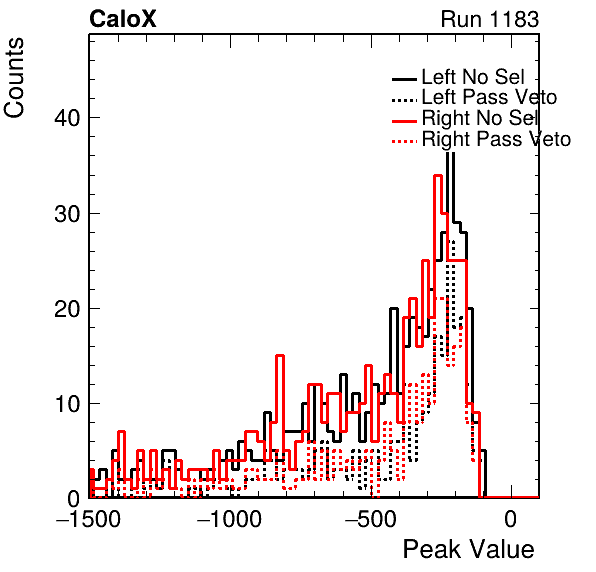 CaloX Run 1183
Counts
Left No Sel
Left Pass Veto
Right No Sel
Right Pass Veto
40
30
20
10
0
−1500 −1000 −500 0
Peak Value